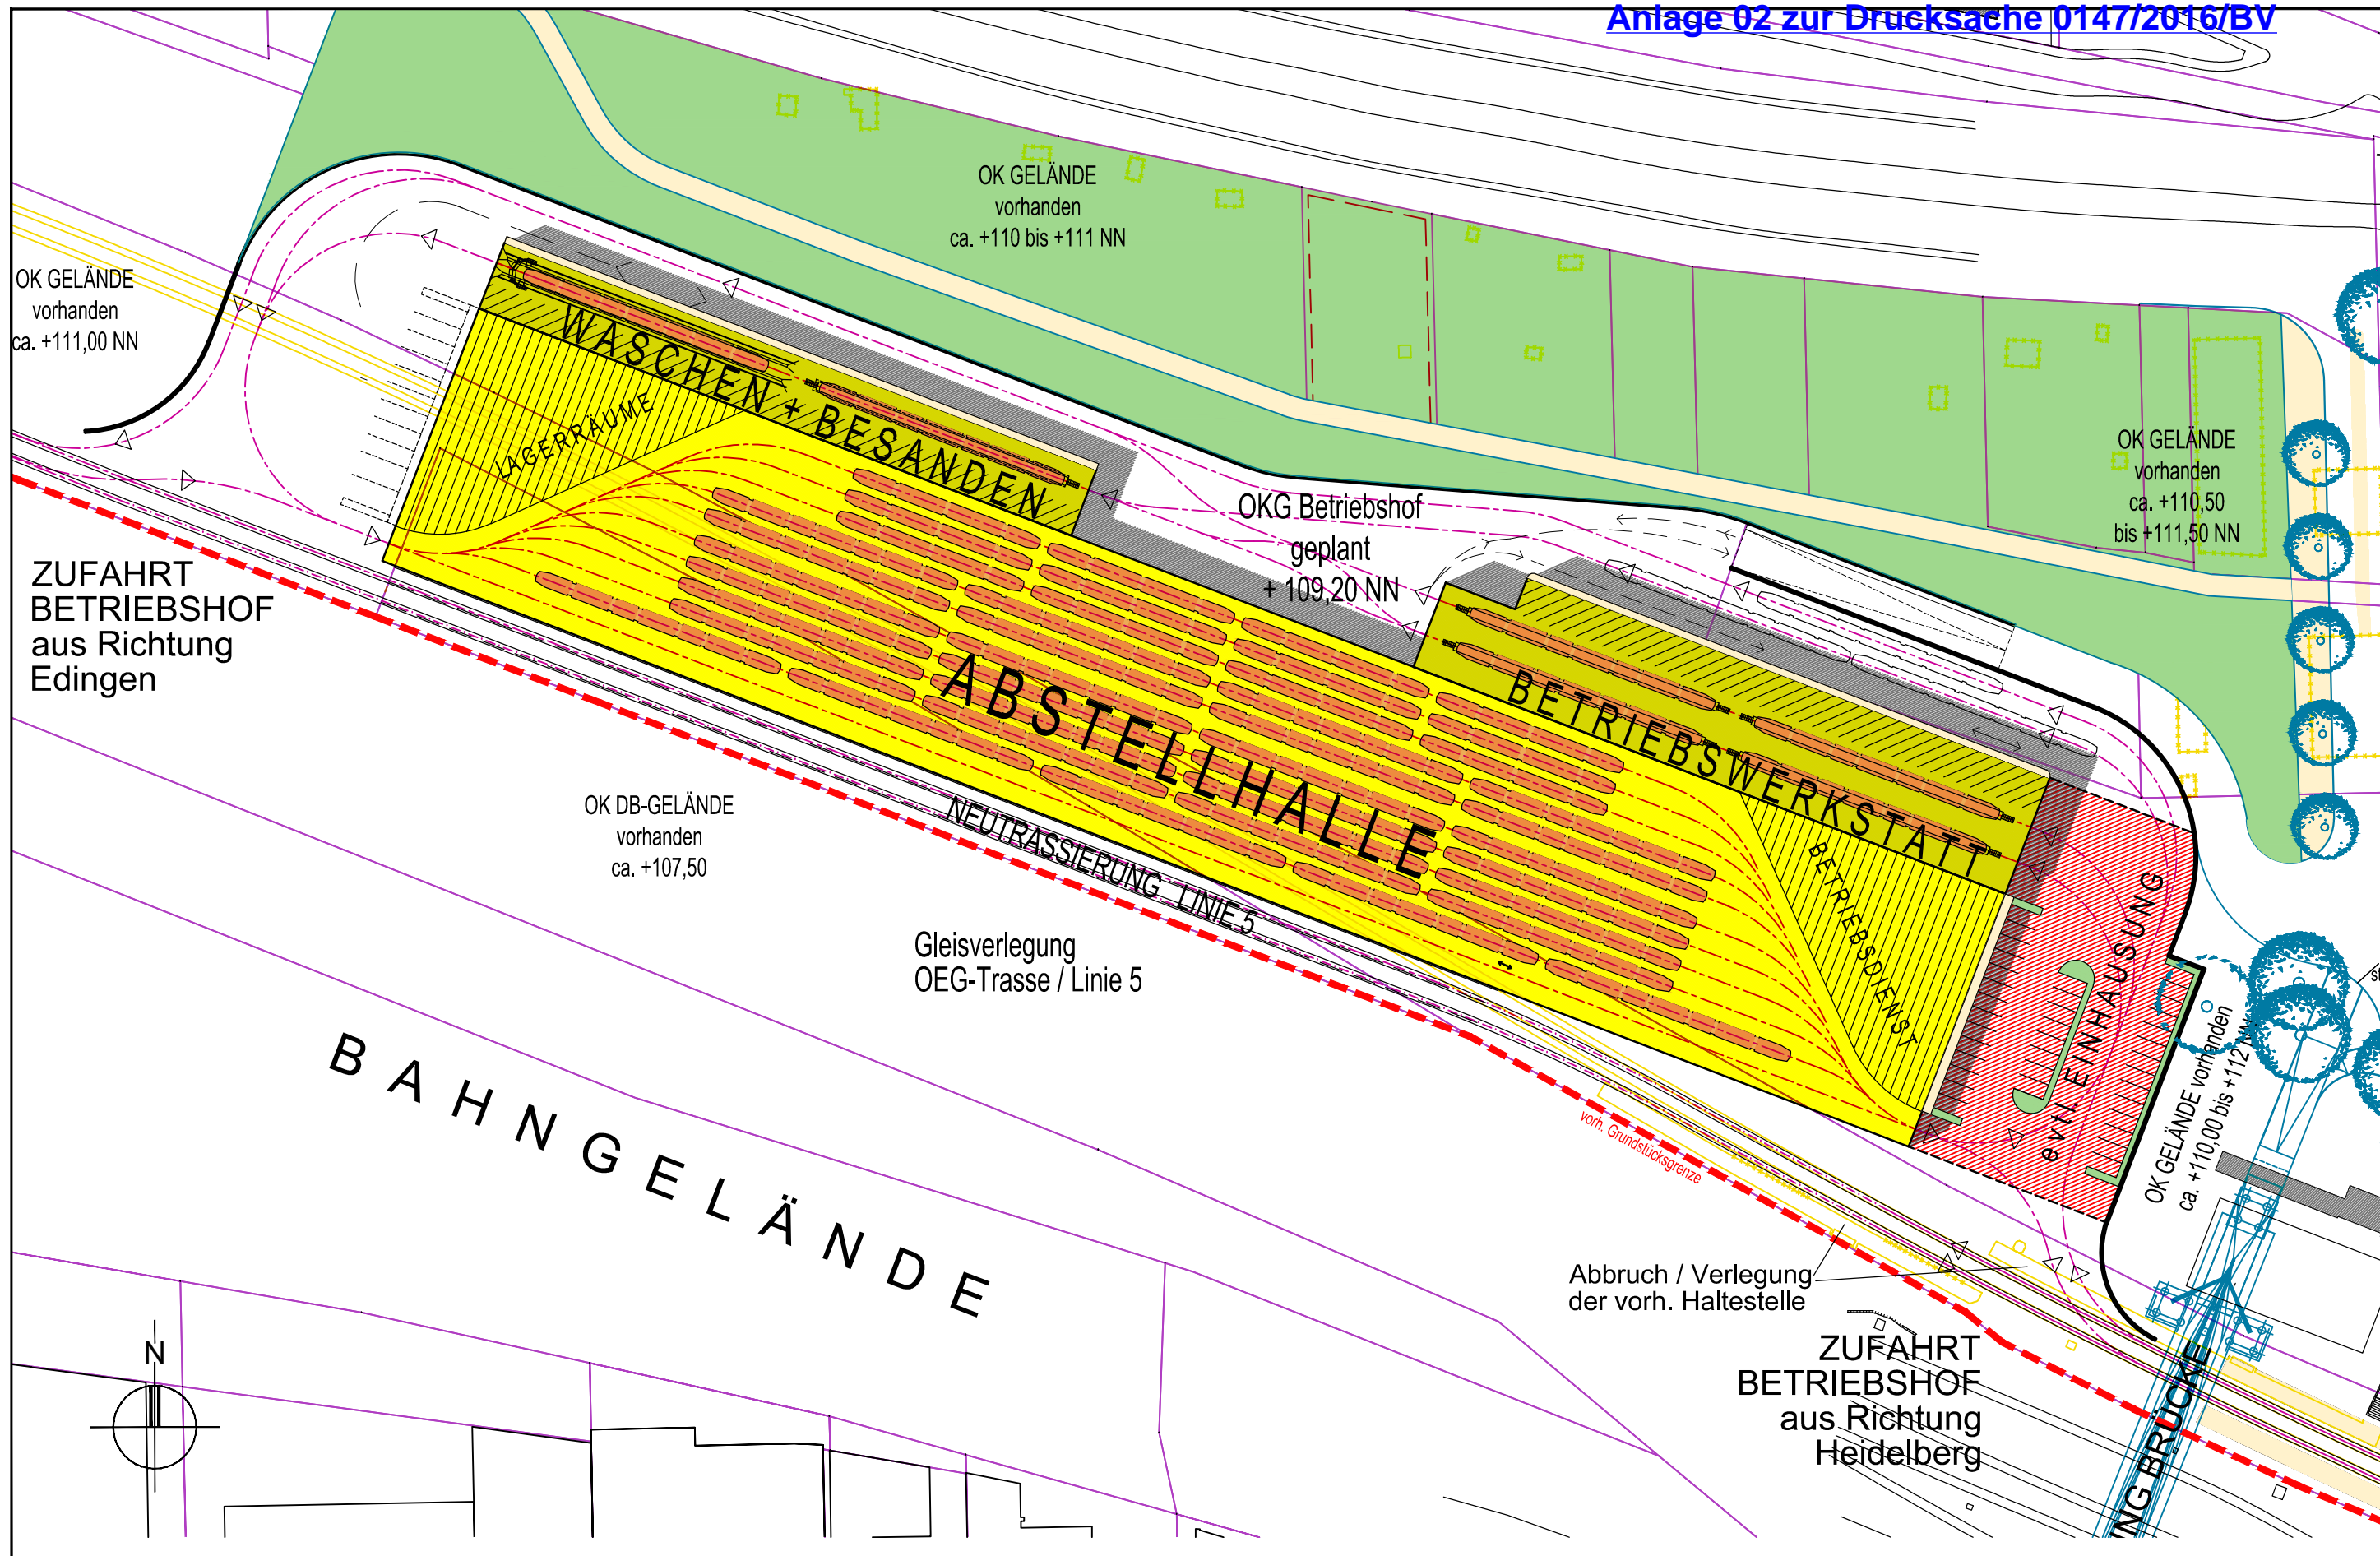 Anlage 02 zur Drucksache 0147/2016/BV
OK GELÄNDE
vorhanden
ca. +110 bis +111 NN
OK GELÄNDE
vorhanden
ca. +111,00 NN
WASCHEN + BESANDEN
LAGERRÄUME
OK GELÄNDE
vorhanden
ca. +110,50
bis +111,50 NN
OKG Betriebshof
geplant
+ 109,20 NN
ZUFAHRT
BETRIEBSHOF
aus Richtung
Edingen
ABSTELLHALLE
BETRIEBSWERKSTATT
BETRIEBSDIENST
evtl. EINHAUSUNG
OK DB-GELÄNDE
vorhanden
ca. +107,50
NEUTRASSIERUNG LINIE 5
Gleisverlegung
OEG-Trasse / Linie 5
OK GELÄNDE vorhanden
ca. +110,00 bis +112 NN
BAHNGELÄNDE
vorh. Grundstücksgrenze
Abbruch / Verlegung
der vorh. Haltestelle
ZUFAHRT
BETRIEBSHOF
aus Richtung
Heidelberg
BRÜCKE
N